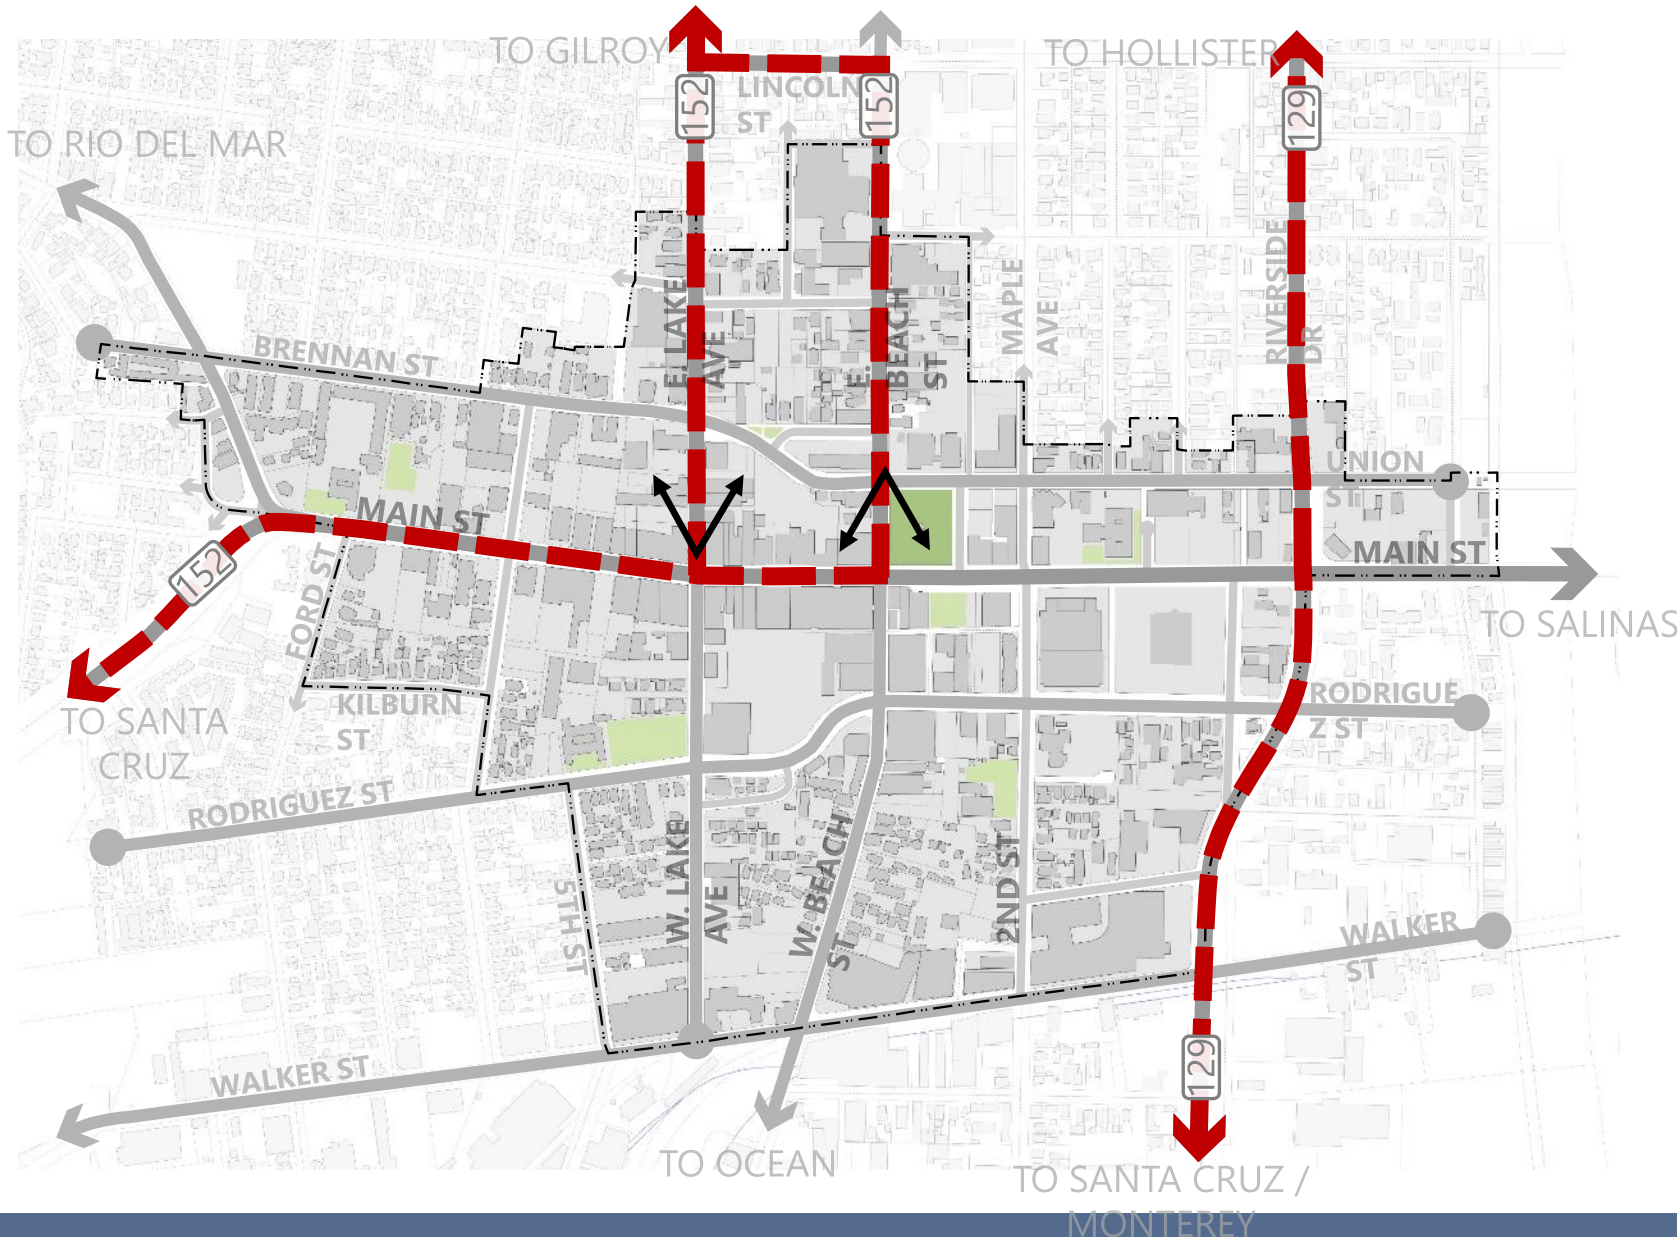 TO GILROY
TO HOLLISTER
LINCOLN
ST
152
152
129
TO RIO DEL MAR
BRENNAN ST
E. LAKE
AVE
E.
BEACH
ST
MAPLE
AVE
RIVERSIDE
DR
UNION
ST
MAIN ST
MAIN ST
152
FORD ST
TO SALINAS
TO SANTA
CRUZ
KILBURN
ST
RODRIGUE
Z ST
RODRIGUEZ ST
5TH ST
W. LAKE
AVE
W. BEACH
ST
2ND ST
WALKER
ST
WALKER ST
129
TO OCEAN
TO SANTA CRUZ /
MONTEREY